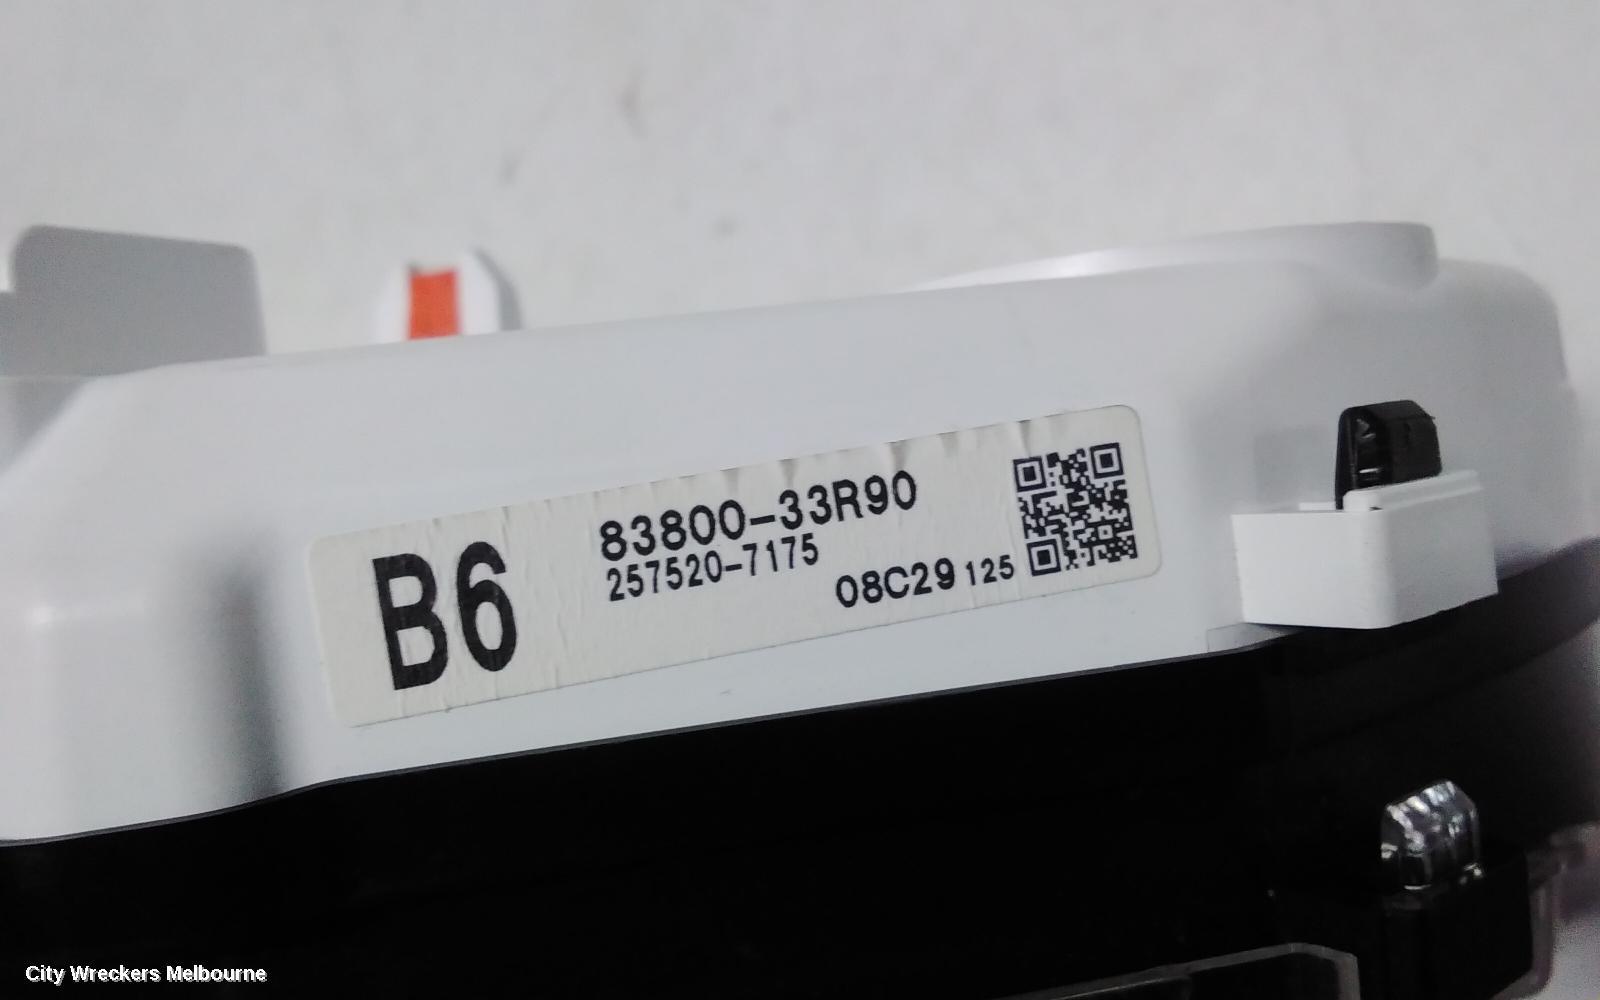 B6
83800-33R90
257520-7175
08C29 125
City Wreckers Melbourne